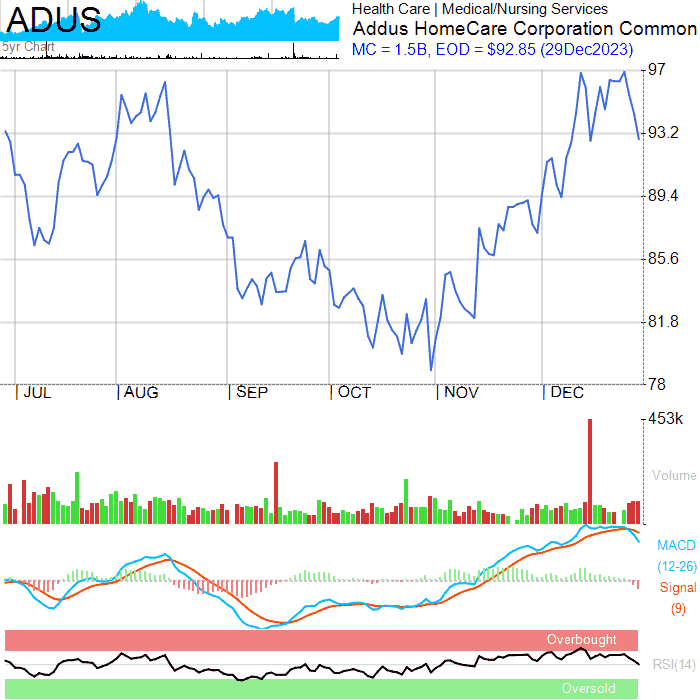 ADUS
5yr Chart
Health Care | Medical/Nursing Services
Addus HomeCare Corporation Common
MC = 1.5B, EOD = $92.85 (29Dec2023)
97
93.2
89.4
85.6
81.8
78
| JUL | AUG | SEP | OCT | NOV | DEC
453k
Volume
MACD
(12-26)
Signal
(9)
Overbought
RSI(14)
Oversold